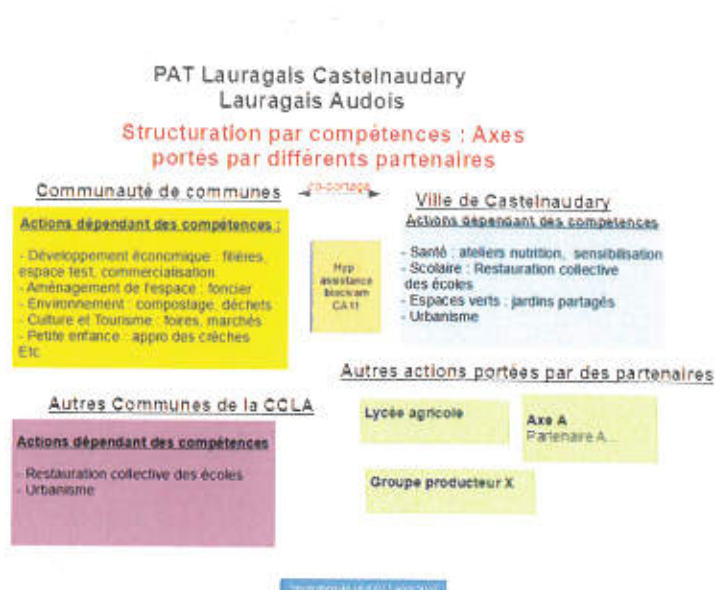 PAT Lauragais Castelnaudary
Lauragais Audois
Structuration par compétences : Axes
portés par différents partenaires
Communauté de communes
co-portage
Ville de Castelnaudary
Actions dépendant des compétences :
- Développement économique : filières,
espace test, commercialisation
- Aménagement de l'espace : foncier
- Environnement : compostage, déchets
- Culture et Tourisme : foires, marchés
- Petite enfance : appro des crèches
Etc
Hyp
assistance
Actions dépendant des compétences
- Santé : ateliers nutrition, sensibilisation
- Scolaire : Restauration collective
des écoles
- Espaces verts : jardins partagés
- Urbanisme
Autres actions portées par des partenaires
Lycée agricole
Axe A
Partenaire A...
Groupe producteur X
Autres Communes de la CCLA
Actions dépendant des compétences
- Restauration collective des écoles
- Urbanisme